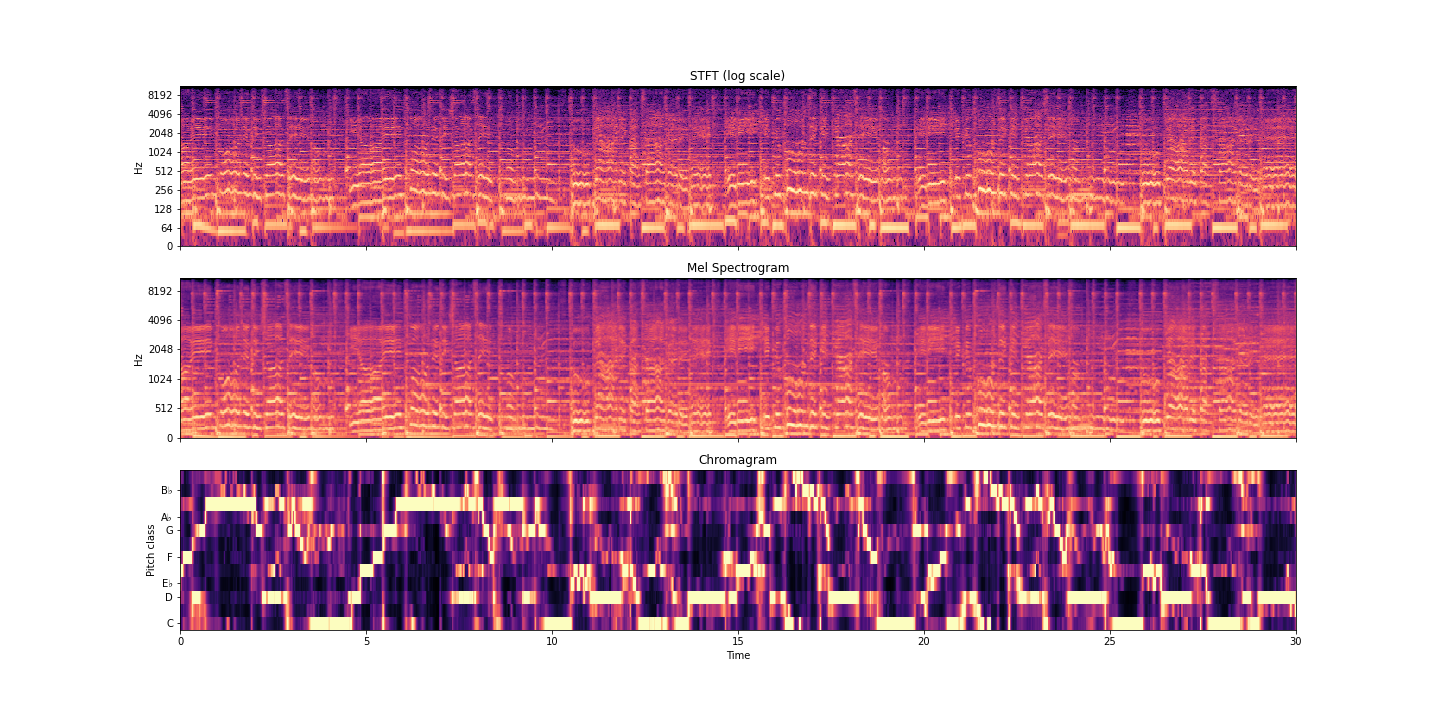 STFT (log scale)
8192
4096
2048
1024
512
256
128
64
0
Hz
Mel Spectrogram
8192
4096
2048
1024
512
0
Hz
Chromagram
B♭
A♭
G
F
E♭
D
C
Pitch class
0 5 10 15 20 25 30
Time